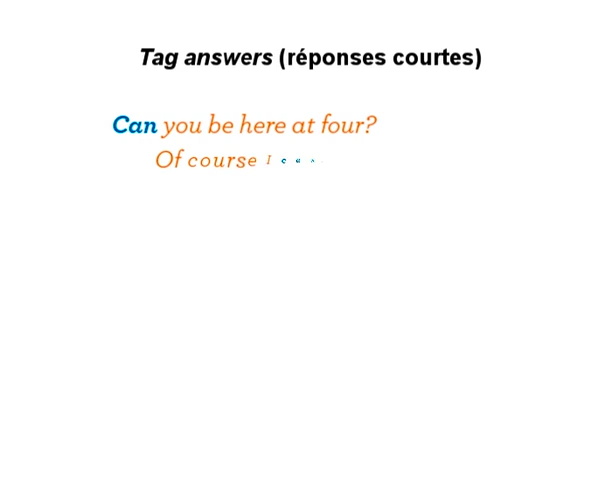 Tag answers (réponses courtes)
Can you be here at four?
Of course I can.